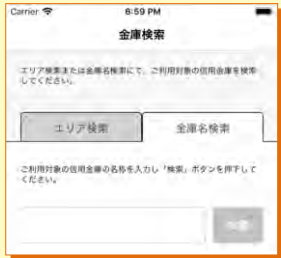 Carrier 6:59 PM
金庫検索
エリア検索または金庫名検索にて、ご利用対象の信用金庫を検索
してください。
エリア検索 金庫名検索
ご利用対象の信用金庫の名称を入力し「検索」ボタンを押下して
ください。